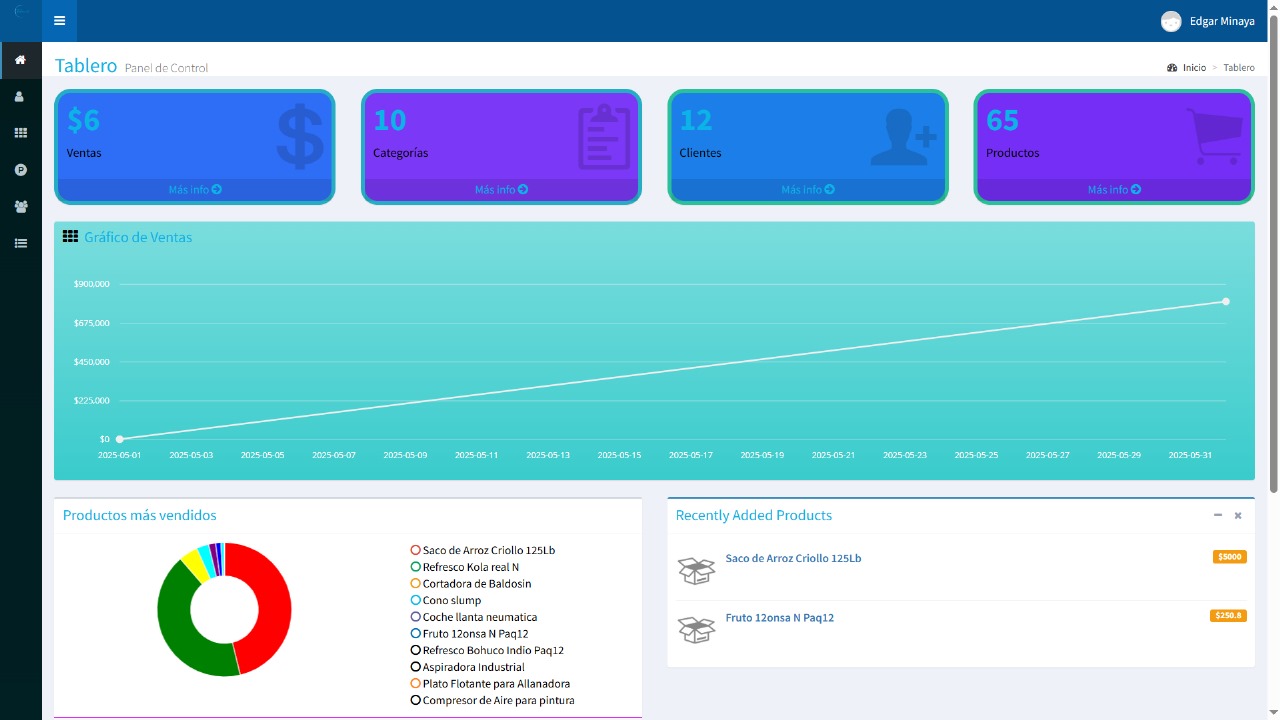 Edgar Minaya
Tablero Panel de Control
Inicio > Tablero
$6
Ventas
Más info
10
Categorías
Más info
12
Clientes
Más info
65
Productos
Más info
Gráfico de Ventas
$900,000
$675,000
$450,000
$225,000
$0
2025-05-01 2025-05-03 2025-05-05 2025-05-07 2025-05-09 2025-05-11 2025-05-13 2025-05-15 2025-05-17 2025-05-19 2025-05-21 2025-05-23 2025-05-25 2025-05-27 2025-05-29 2025-05-31
Productos más vendidos
Saco de Arroz Criollo 125Lb
Refresco Kola real N
Cortadora de Baldosin
Cono slump
Coche llanta neumatica
Fruto 12onsa N Paq12
Refresco Bohuco Indio Paq12
Aspiradora Industrial
Plato Flotante para Allanadora
Compresor de Aire para pintura
Recently Added Products
Saco de Arroz Criollo 125Lb
$5000
Fruto 12onsa N Paq12
$250.8